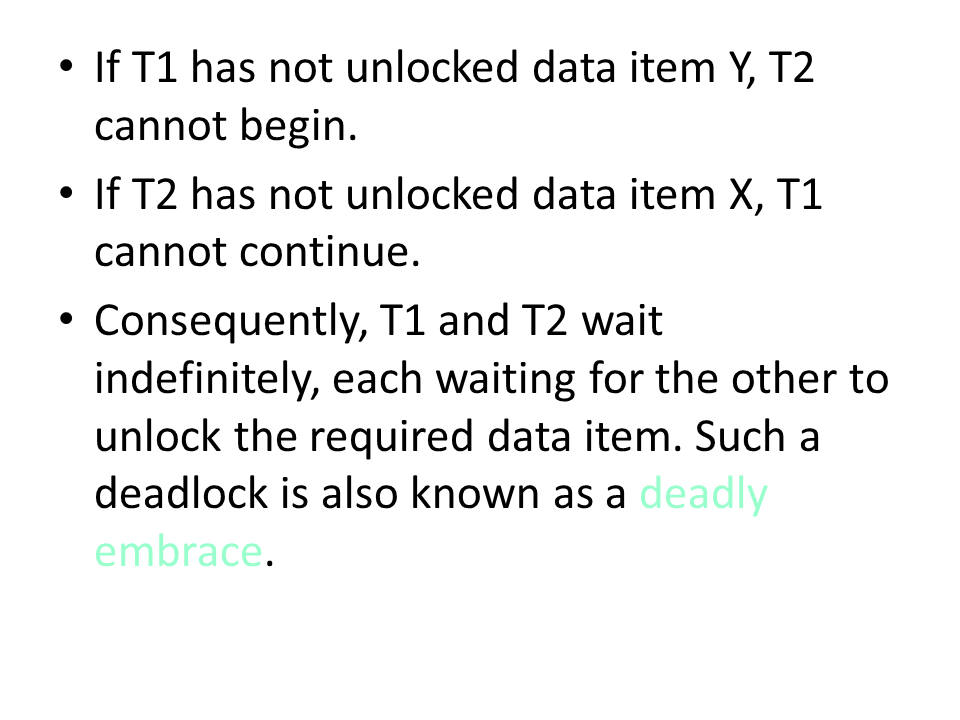 • If T1 has not unlocked data item Y, T2
cannot begin.
• If T2 has not unlocked data item X, T1
cannot continue.
• Consequently, T1 and T2 wait
indefinitely, each waiting for the other to
unlock the required data item. Such a
deadlock is also known as a deadly
embrace.